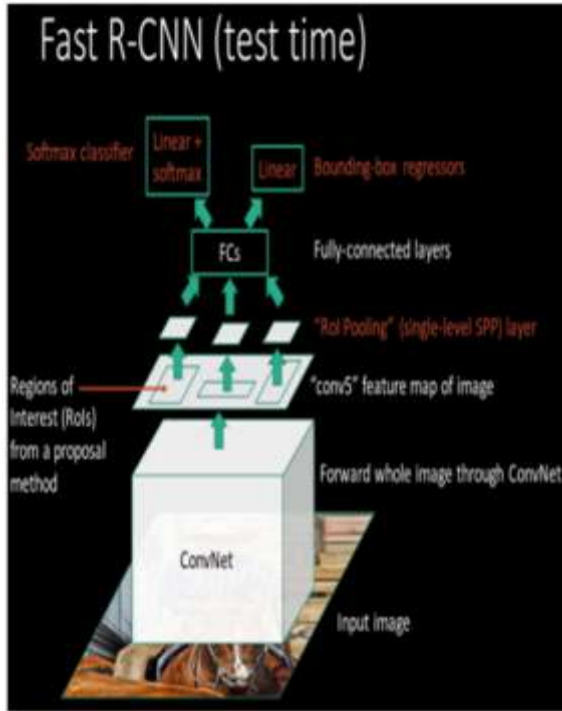 Fast R-CNN (test time)
Softmax classifier
Linear +
softmax
Linear
Bounding-box regressors
FCs
Fully-connected layers
"RoI Pooling" (single-level SPP) layer
Regions of
Interest (RoIs)
from a proposal
method
"conv5" feature map of image
Forward whole image through ConvNet
ConvNet
Input image